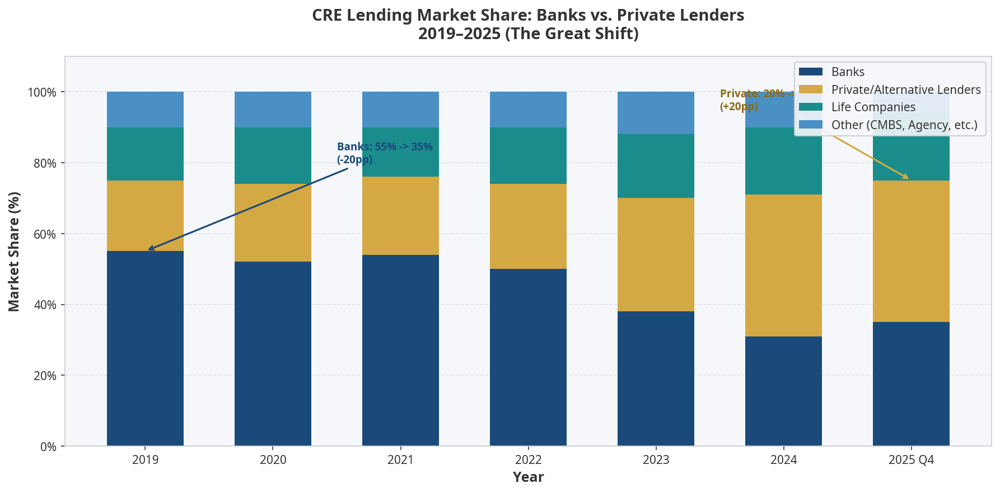 CRE Lending Market Share: Banks vs. Private Lenders
2019–2025 (The Great Shift)
Banks
Private/Alternative Lenders
Life Companies
Other (CMBS, Agency, etc.)
Private: 20% ->
(+20pp)
Banks: 55% -> 35%
(-20pp)
Market Share (%)
100%
80%
60%
40%
20%
0%
2019 2020 2021 2022 2023 2024 2025 Q4
Year